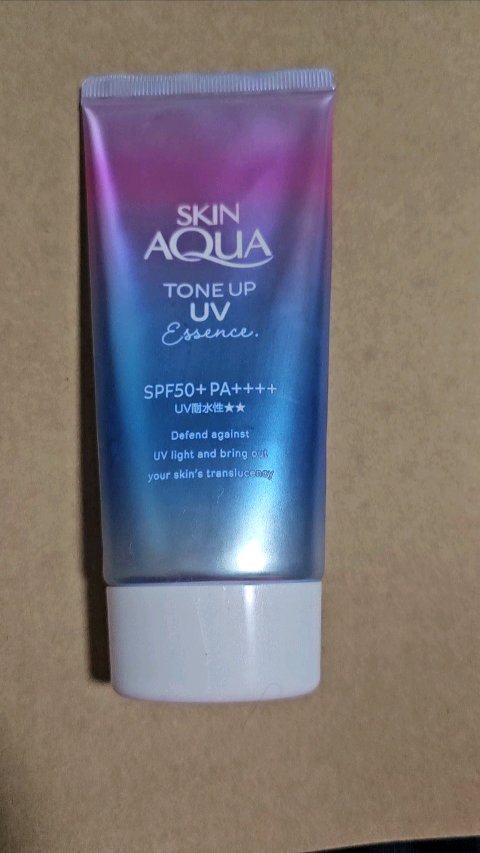 SKIN
AQUA
TONE UP
UV
Essence.
SPF50+ PA++++
UV耐水性★★
Defend against
UV light and bring out
your skin's translucency